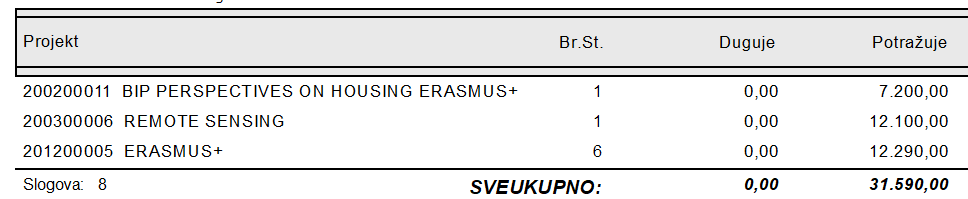 Projekt Br.St. Duguje Potražuje
200200011 BIP PERSPECTIVES ON HOUSING ERASMUS+ 1 0,00 7.200,00
200300006 REMOTE SENSING 1 0,00 12.100,00
201200005 ERASMUS+ 6 0,00 12.290,00
Slogova: 8 SVEUKUPNO: 0,00 31.590,00